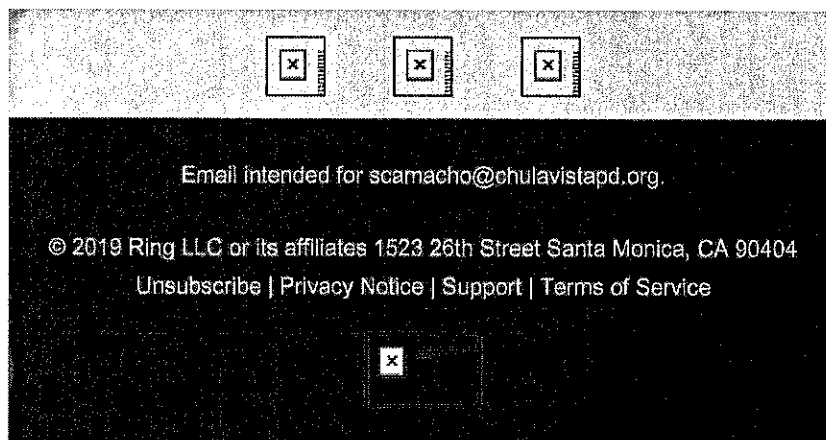 Email intended for scamacho@chulavistapd.org.
© 2019 Ring LLC or its affiliates 1523 26th Street Santa Monica, CA 90404
Unsubscribe | Privacy Notice | Support | Terms of Service